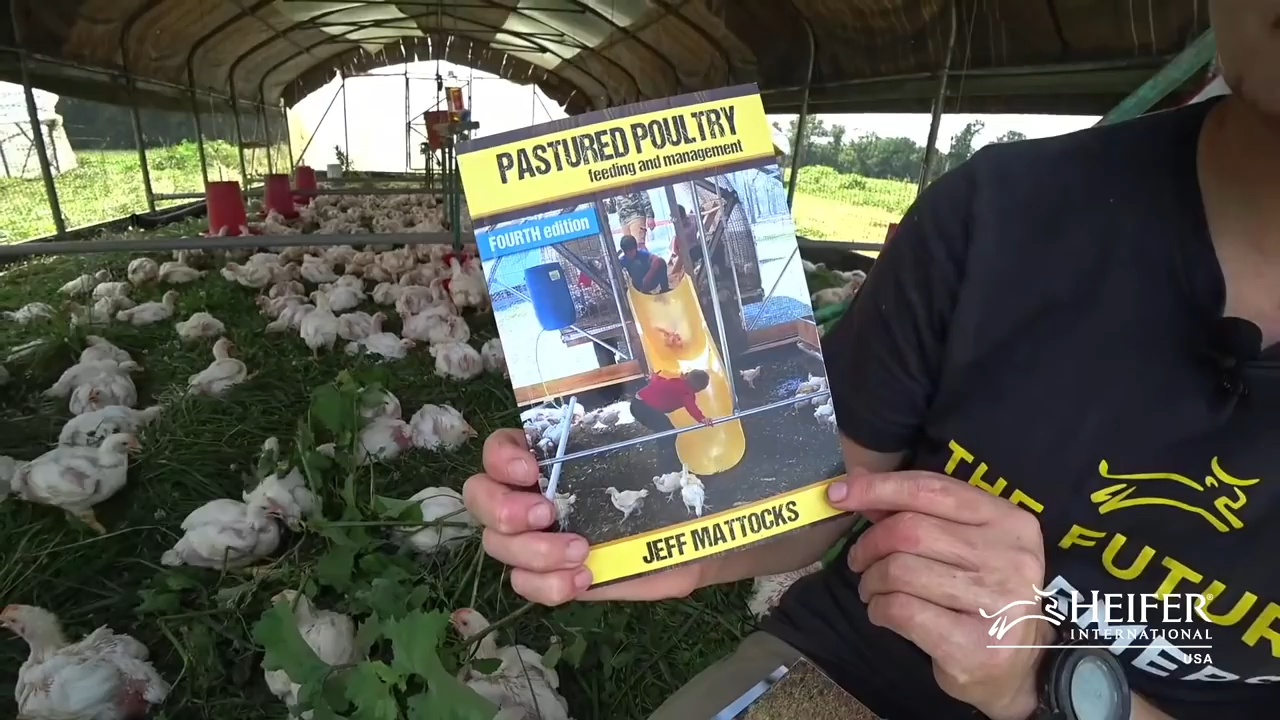 PASTURED POULTRY
feeding and management
FOURTH edition
JEFF MATTOCKS
THE FUTUR
HEIFER®
INTERNATIONAL
USA